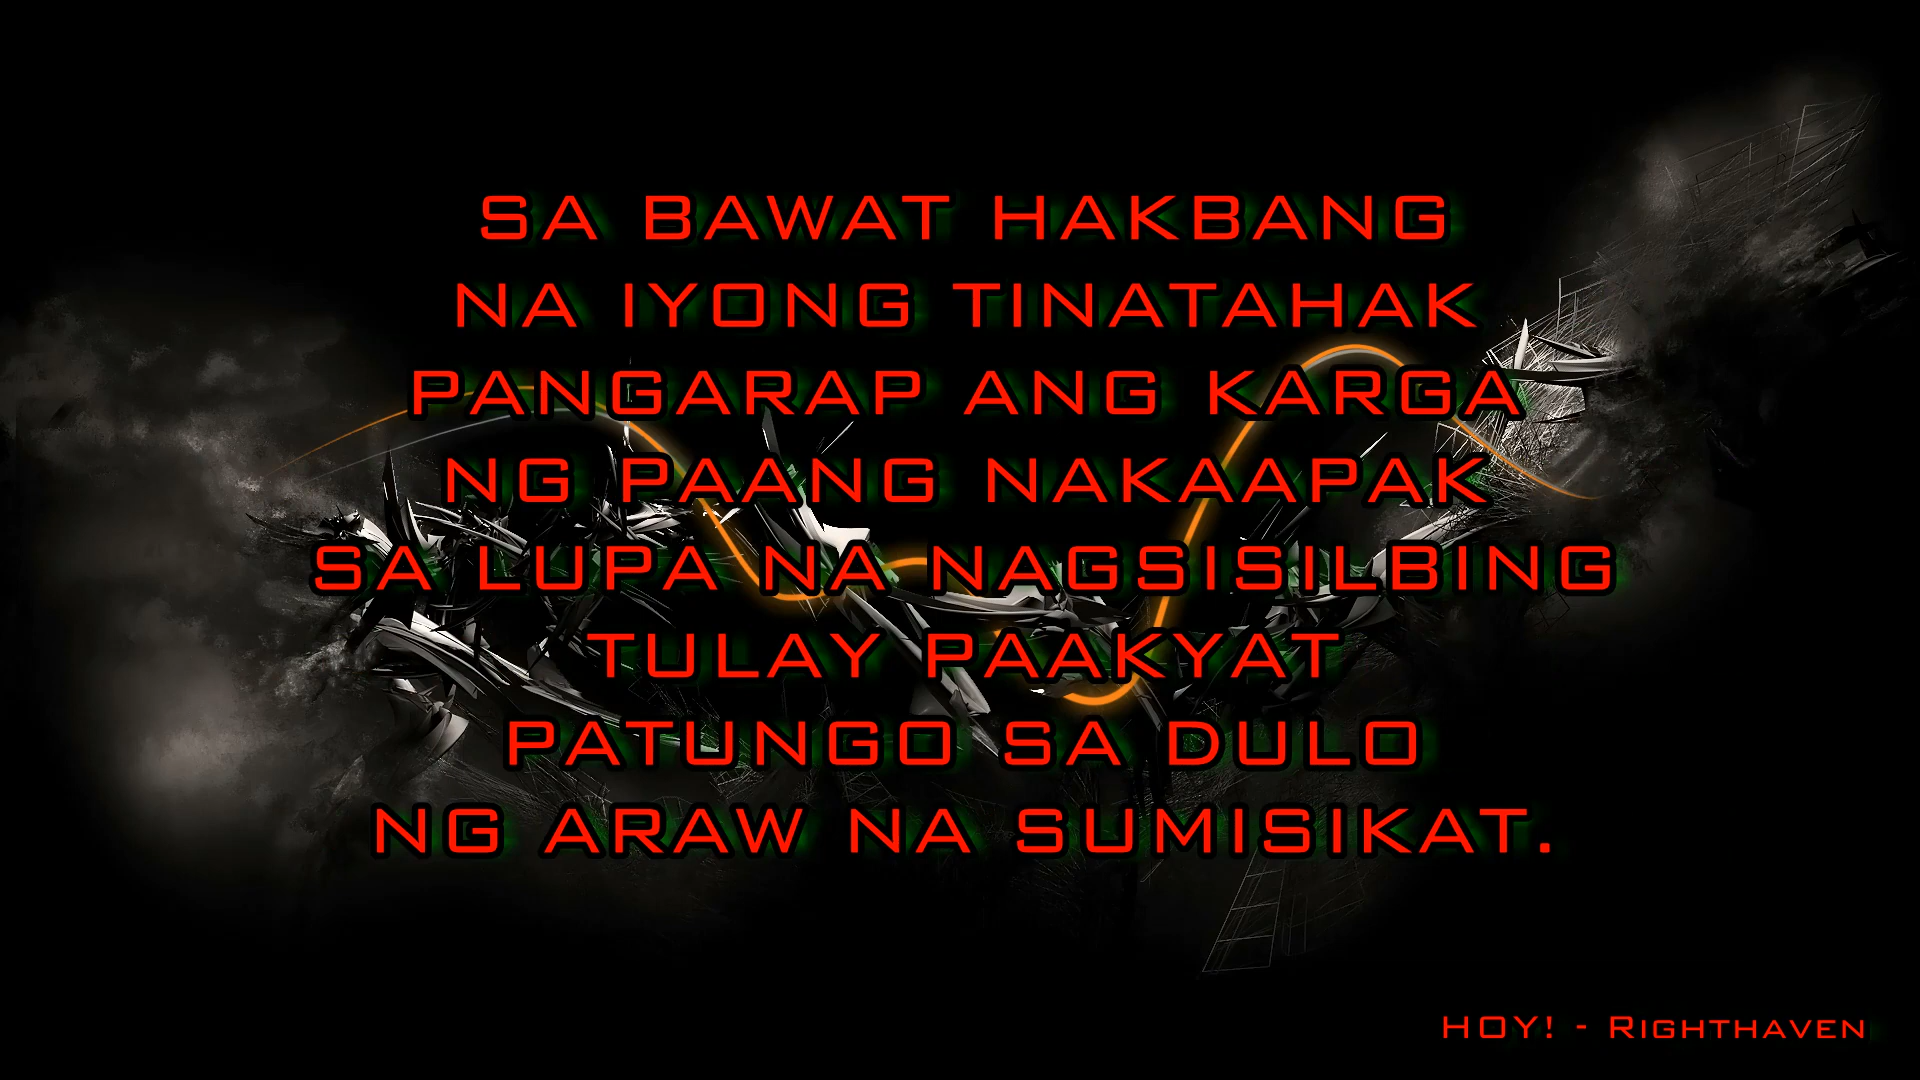 SA BAWAT HAKBANG
NA IYONG TINATAHAK
PANGARAP ANG KARGA
NG PAANG NAKAAPAK
SA LUPA NA NAGSISILBING
TULAY PAAKYAT
PATUNGO SA DULO
NG ARAW NA SUMISIKAT.
HOY! - RIGHTHAVEN